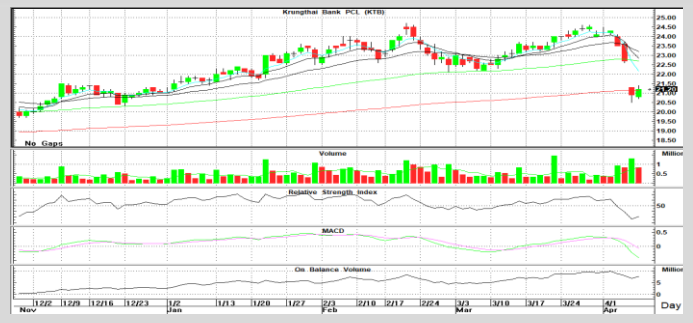 Krungthai Bank PCL (KTB)
25.00
24.50
24.00
23.50
23.00
22.50
22.00
21.50
21.20
20.50
20.00
19.50
19.00
18.50
No Gaps
Volume
Million
1
0.5
Relative Strength Index
50
MACD
0.5
0
On Balance Volume
Million
5
12/2 12/9 12/16 12/23 1/2 1/13 1/20 1/27 2/3 2/10 2/17 2/24 3/3 3/10 3/17 3/24 4/1
Nov Jan Feb Mar Apr
Day